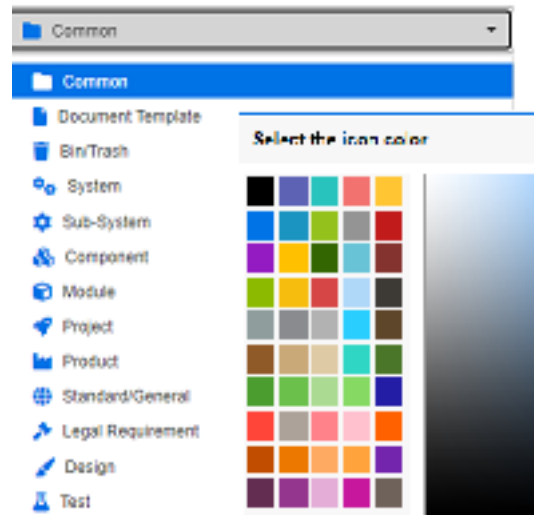 Common
Common
Document Template
Bin/Trash
System
Sub-System
Component
Module
Project
Product
Standard/General
Legal Requirement
Design
Test
Select the icon color